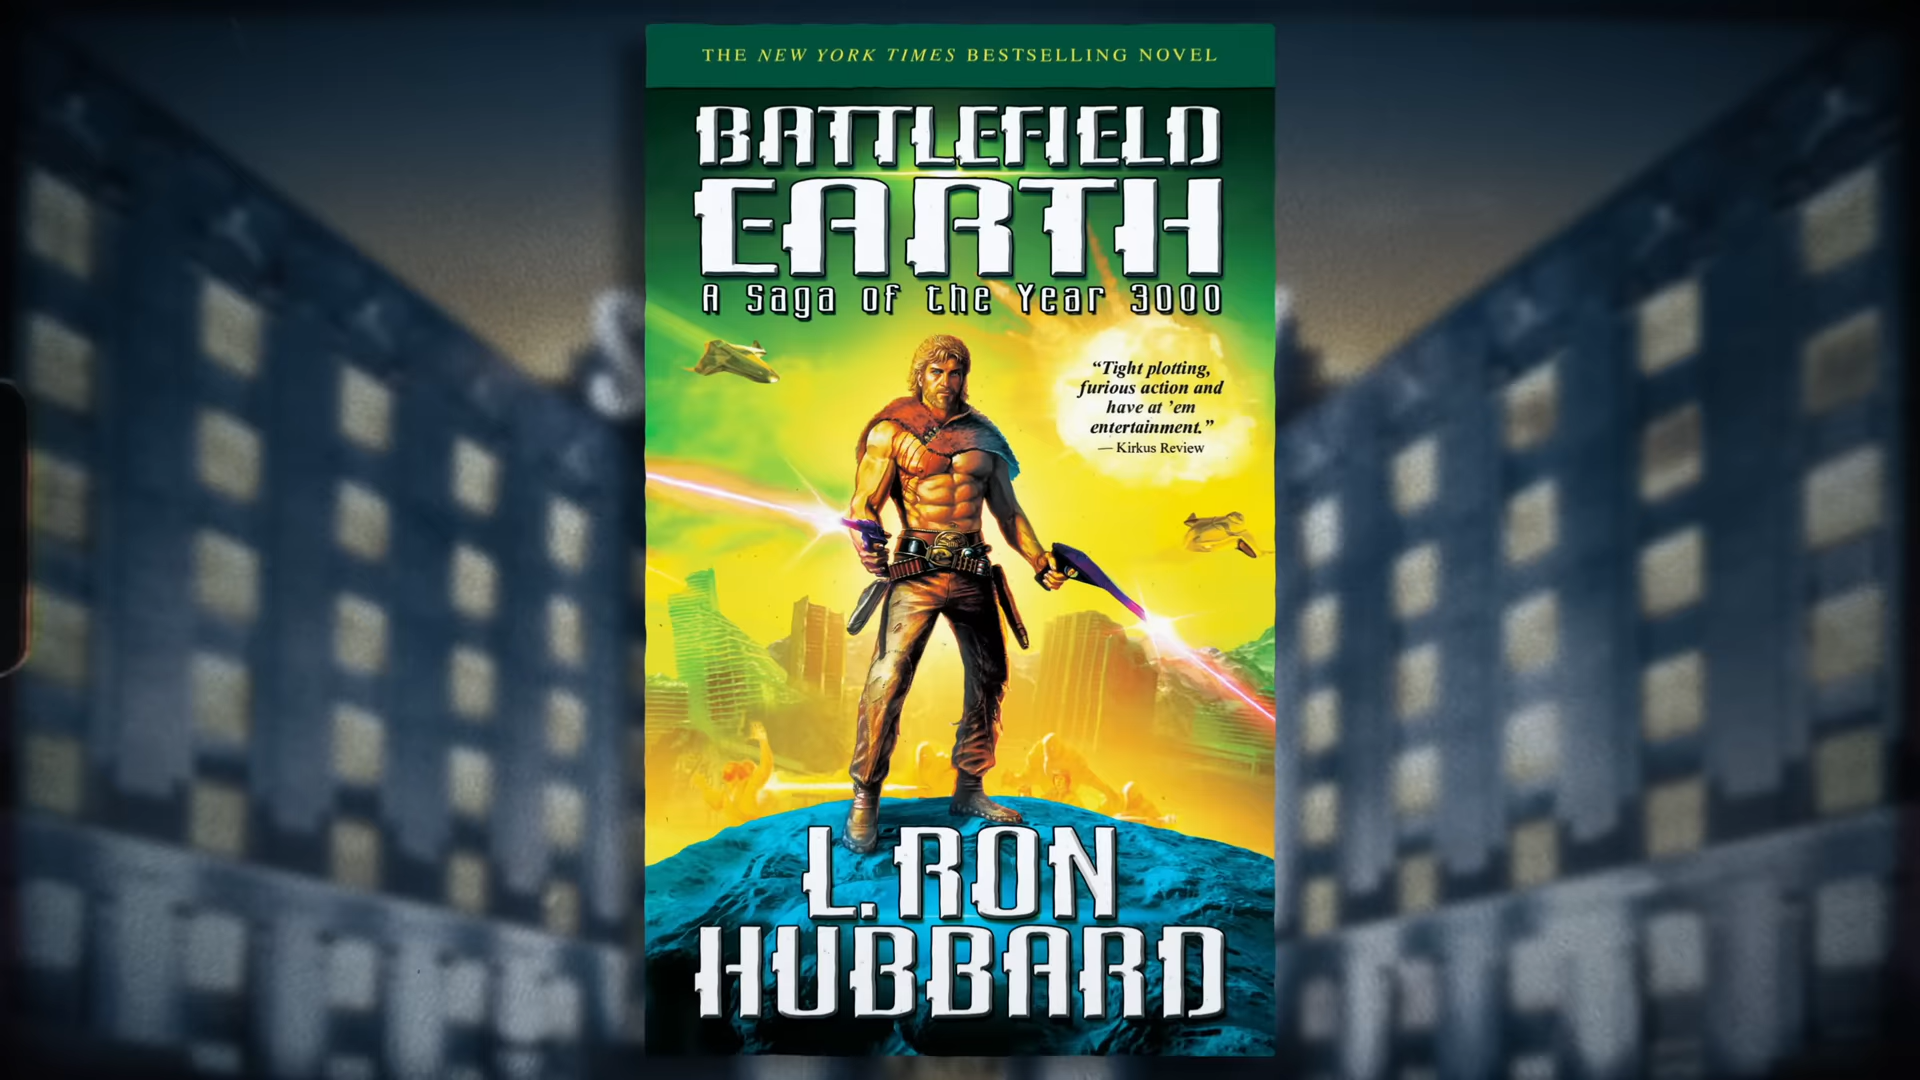 THE NEW YORK TIMES BESTSELLING NOVEL
BATTLEFIELD
EARTH
A Saga of the Year 3000
“Tight plotting,
furious action and
have at ’em
entertainment.”
— Kirkus Review
L. RON
HUBBARD